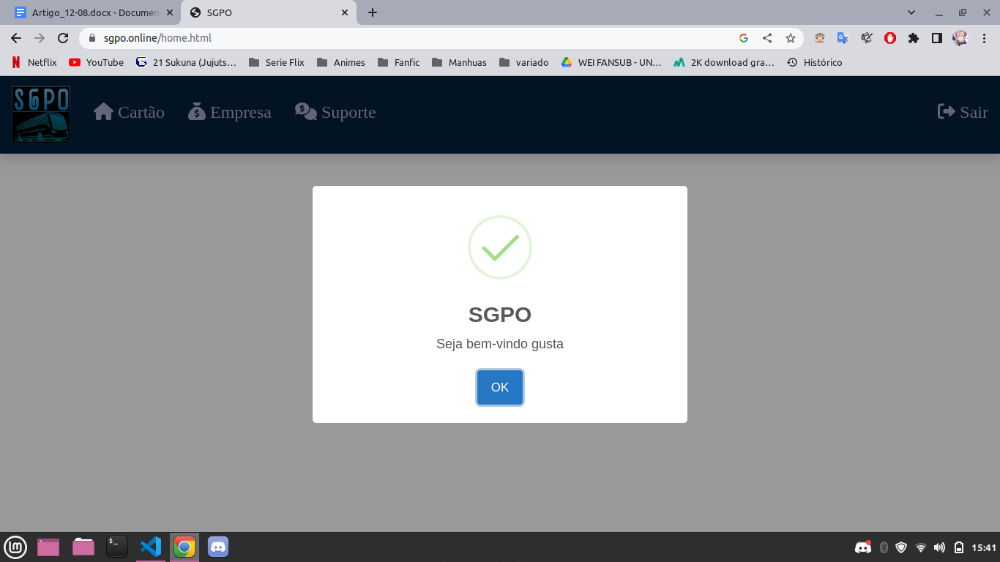 Artigo_12-08.docx - Documen
SGPO
sgpo.online/home.html
Netflix
YouTube
21 Sukuna (Jujuts…
Serie Flix
Animes
Fanfic
Manhuas
variado
WEI FANSUB - UN…
2K download gra…
Histórico
SGPO
Cartão
Empresa
Suporte
Sair
SGPO
Seja bem-vindo gusta
OK
15:41